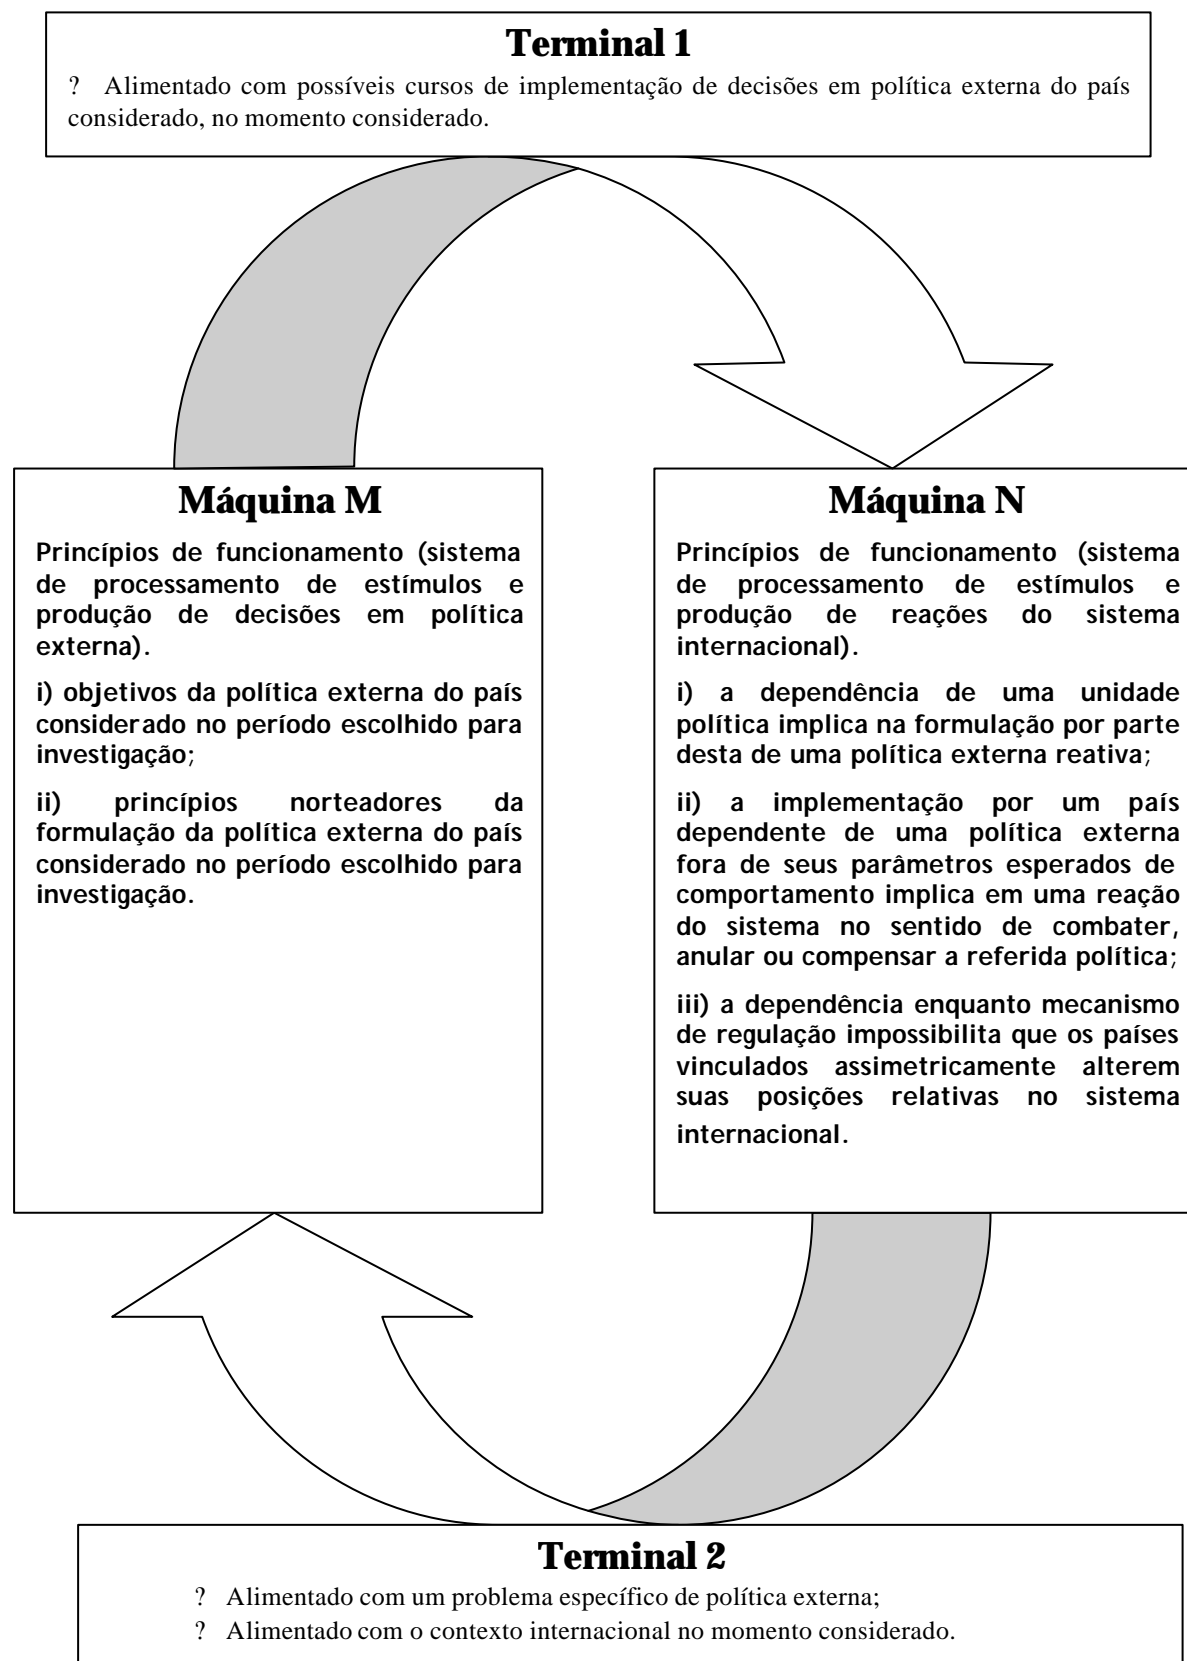 Terminal 1
? Alimentado com possíveis cursos de implementação de decisões em política externa do país
considerado, no momento considerado.
Máquina M
Princípios de funcionamento (sistema
de processamento de estímulos e
produção de decisões em política
externa).
i) objetivos da política externa do país
considerado no período escolhido para
investigação;
ii) princípios norteadores da
formulação da política externa do país
considerado no período escolhido para
investigação.
Máquina N
Princípios de funcionamento (sistema
de processamento de estímulos e
produção de reações do sistema
internacional).
i) a dependência de uma unidade
política implica na formulação por parte
desta de uma política externa reativa;
ii) a implementação por um país
dependente de uma política externa
fora de seus parâmetros esperados de
comportamento implica em uma reação
do sistema no sentido de combater,
anular ou compensar a referida política;
iii) a dependência enquanto mecanismo
de regulação impossibilita que os países
vinculados assimetricamente alterem
suas posições relativas no sistema
internacional.
Terminal 2
? Alimentado com um problema específico de política externa;
? Alimentado com o contexto internacional no momento considerado.